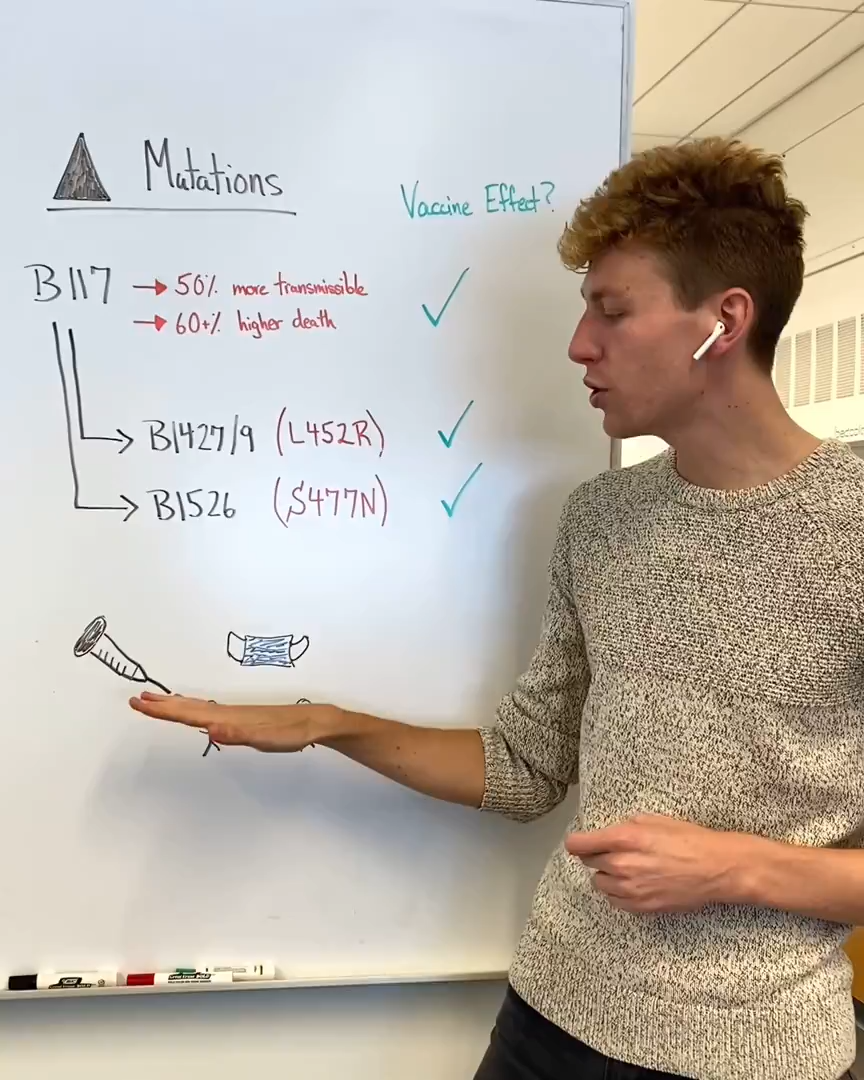 Mutations
Vaccine Effect?
B117 → 50% more transmissible ✓
→ 60+% higher death
→ B1427/9 (L452R) ✓
→ B1526 (S477N) ✓